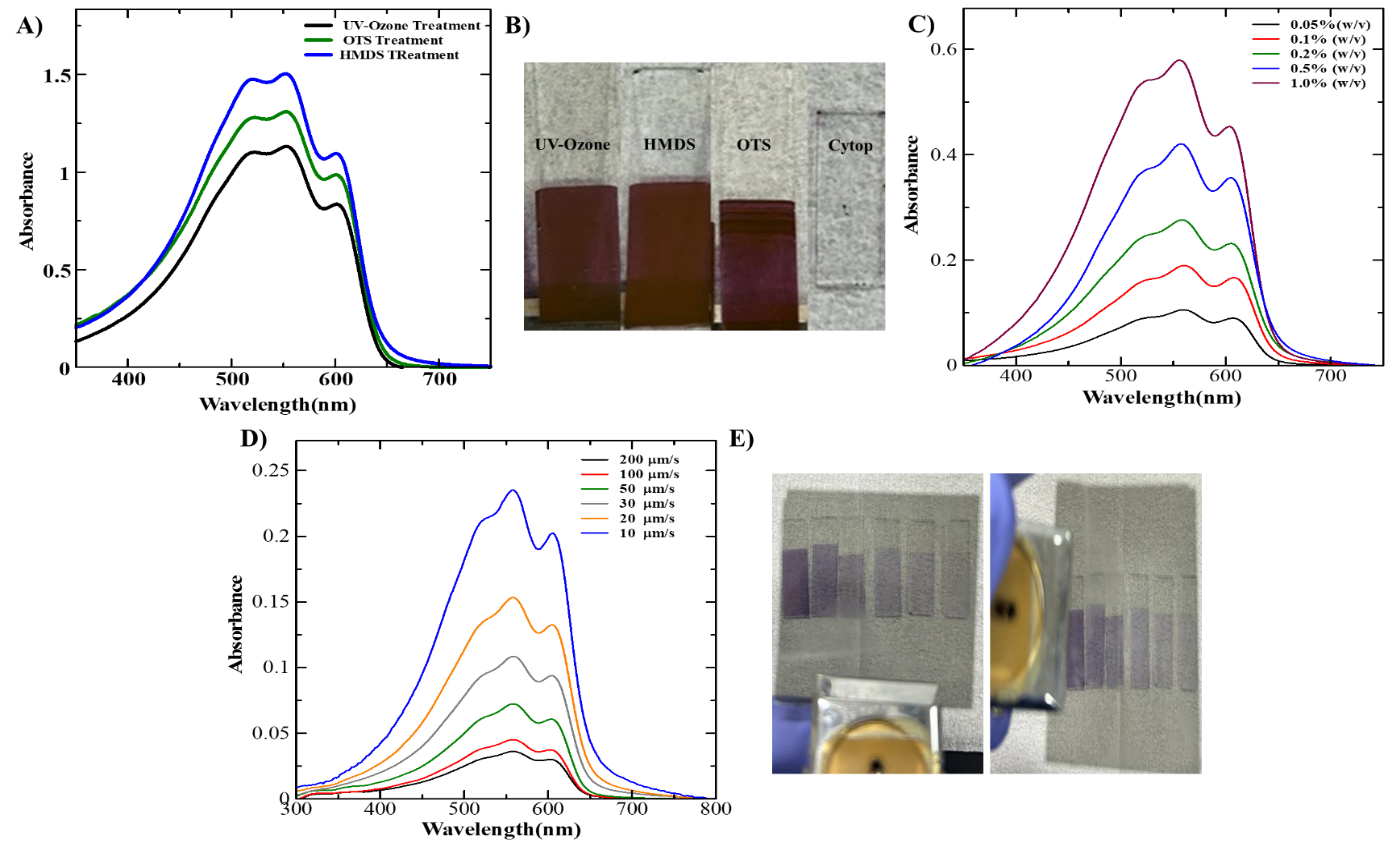 A)
UV-Ozone Treatment
OTS Treatment
HMDS TReatment
1.5
1
0.5
0
Absorbance
400
500
600
700
Wavelength(nm)
B)
UV-Ozone
HMDS
OTS
Cytop
C)
0.05%(w/v)
0.1% (w/v)
0.2% (w/v)
0.5% (w/v)
1.0% (w/v)
0.6
0.4
0.2
0
Absorbance
400
500
600
700
Wavelength(nm)
D)
200 μm/s
100 μm/s
50 μm/s
30 μm/s
20 μm/s
10 μm/s
0.25
0.2
0.15
0.1
0.05
0
Absorbance
300
400
500
600
700
800
Wavelength(nm)
E)